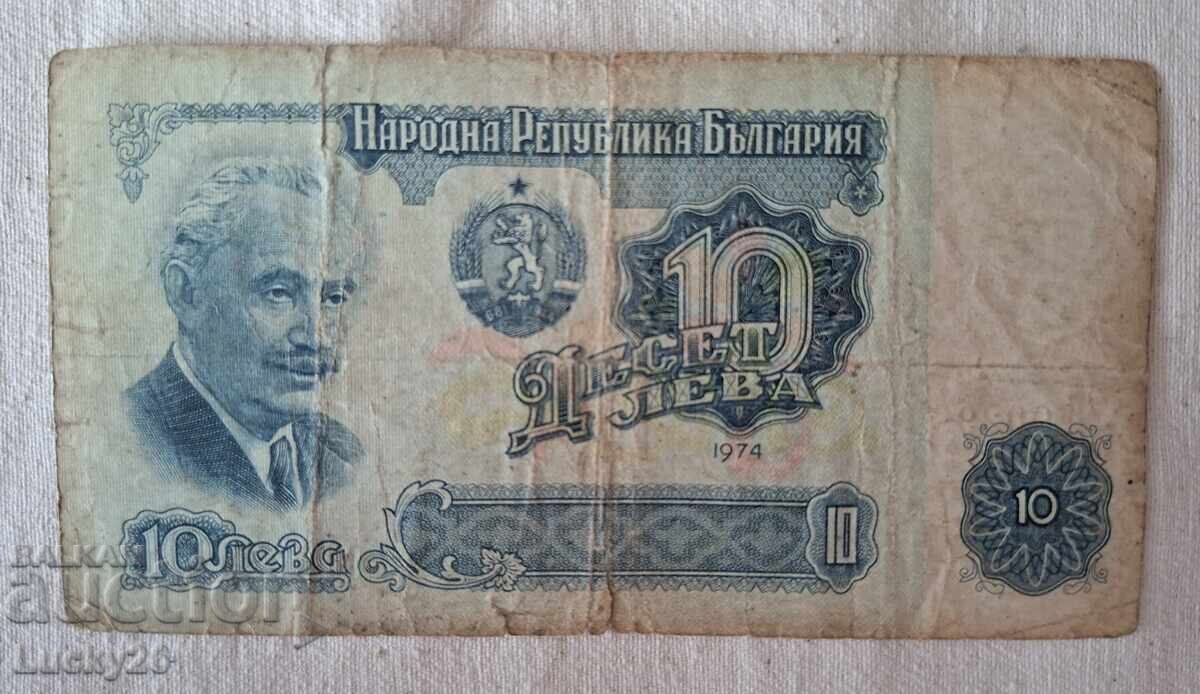 НАРОДНА РЕПУБЛИКА БЪЛГАРИЯ
10
ДЕСЕТ
ЛЕВА
1974
10 лева
10
10
BALKAN
auction
Lucky26